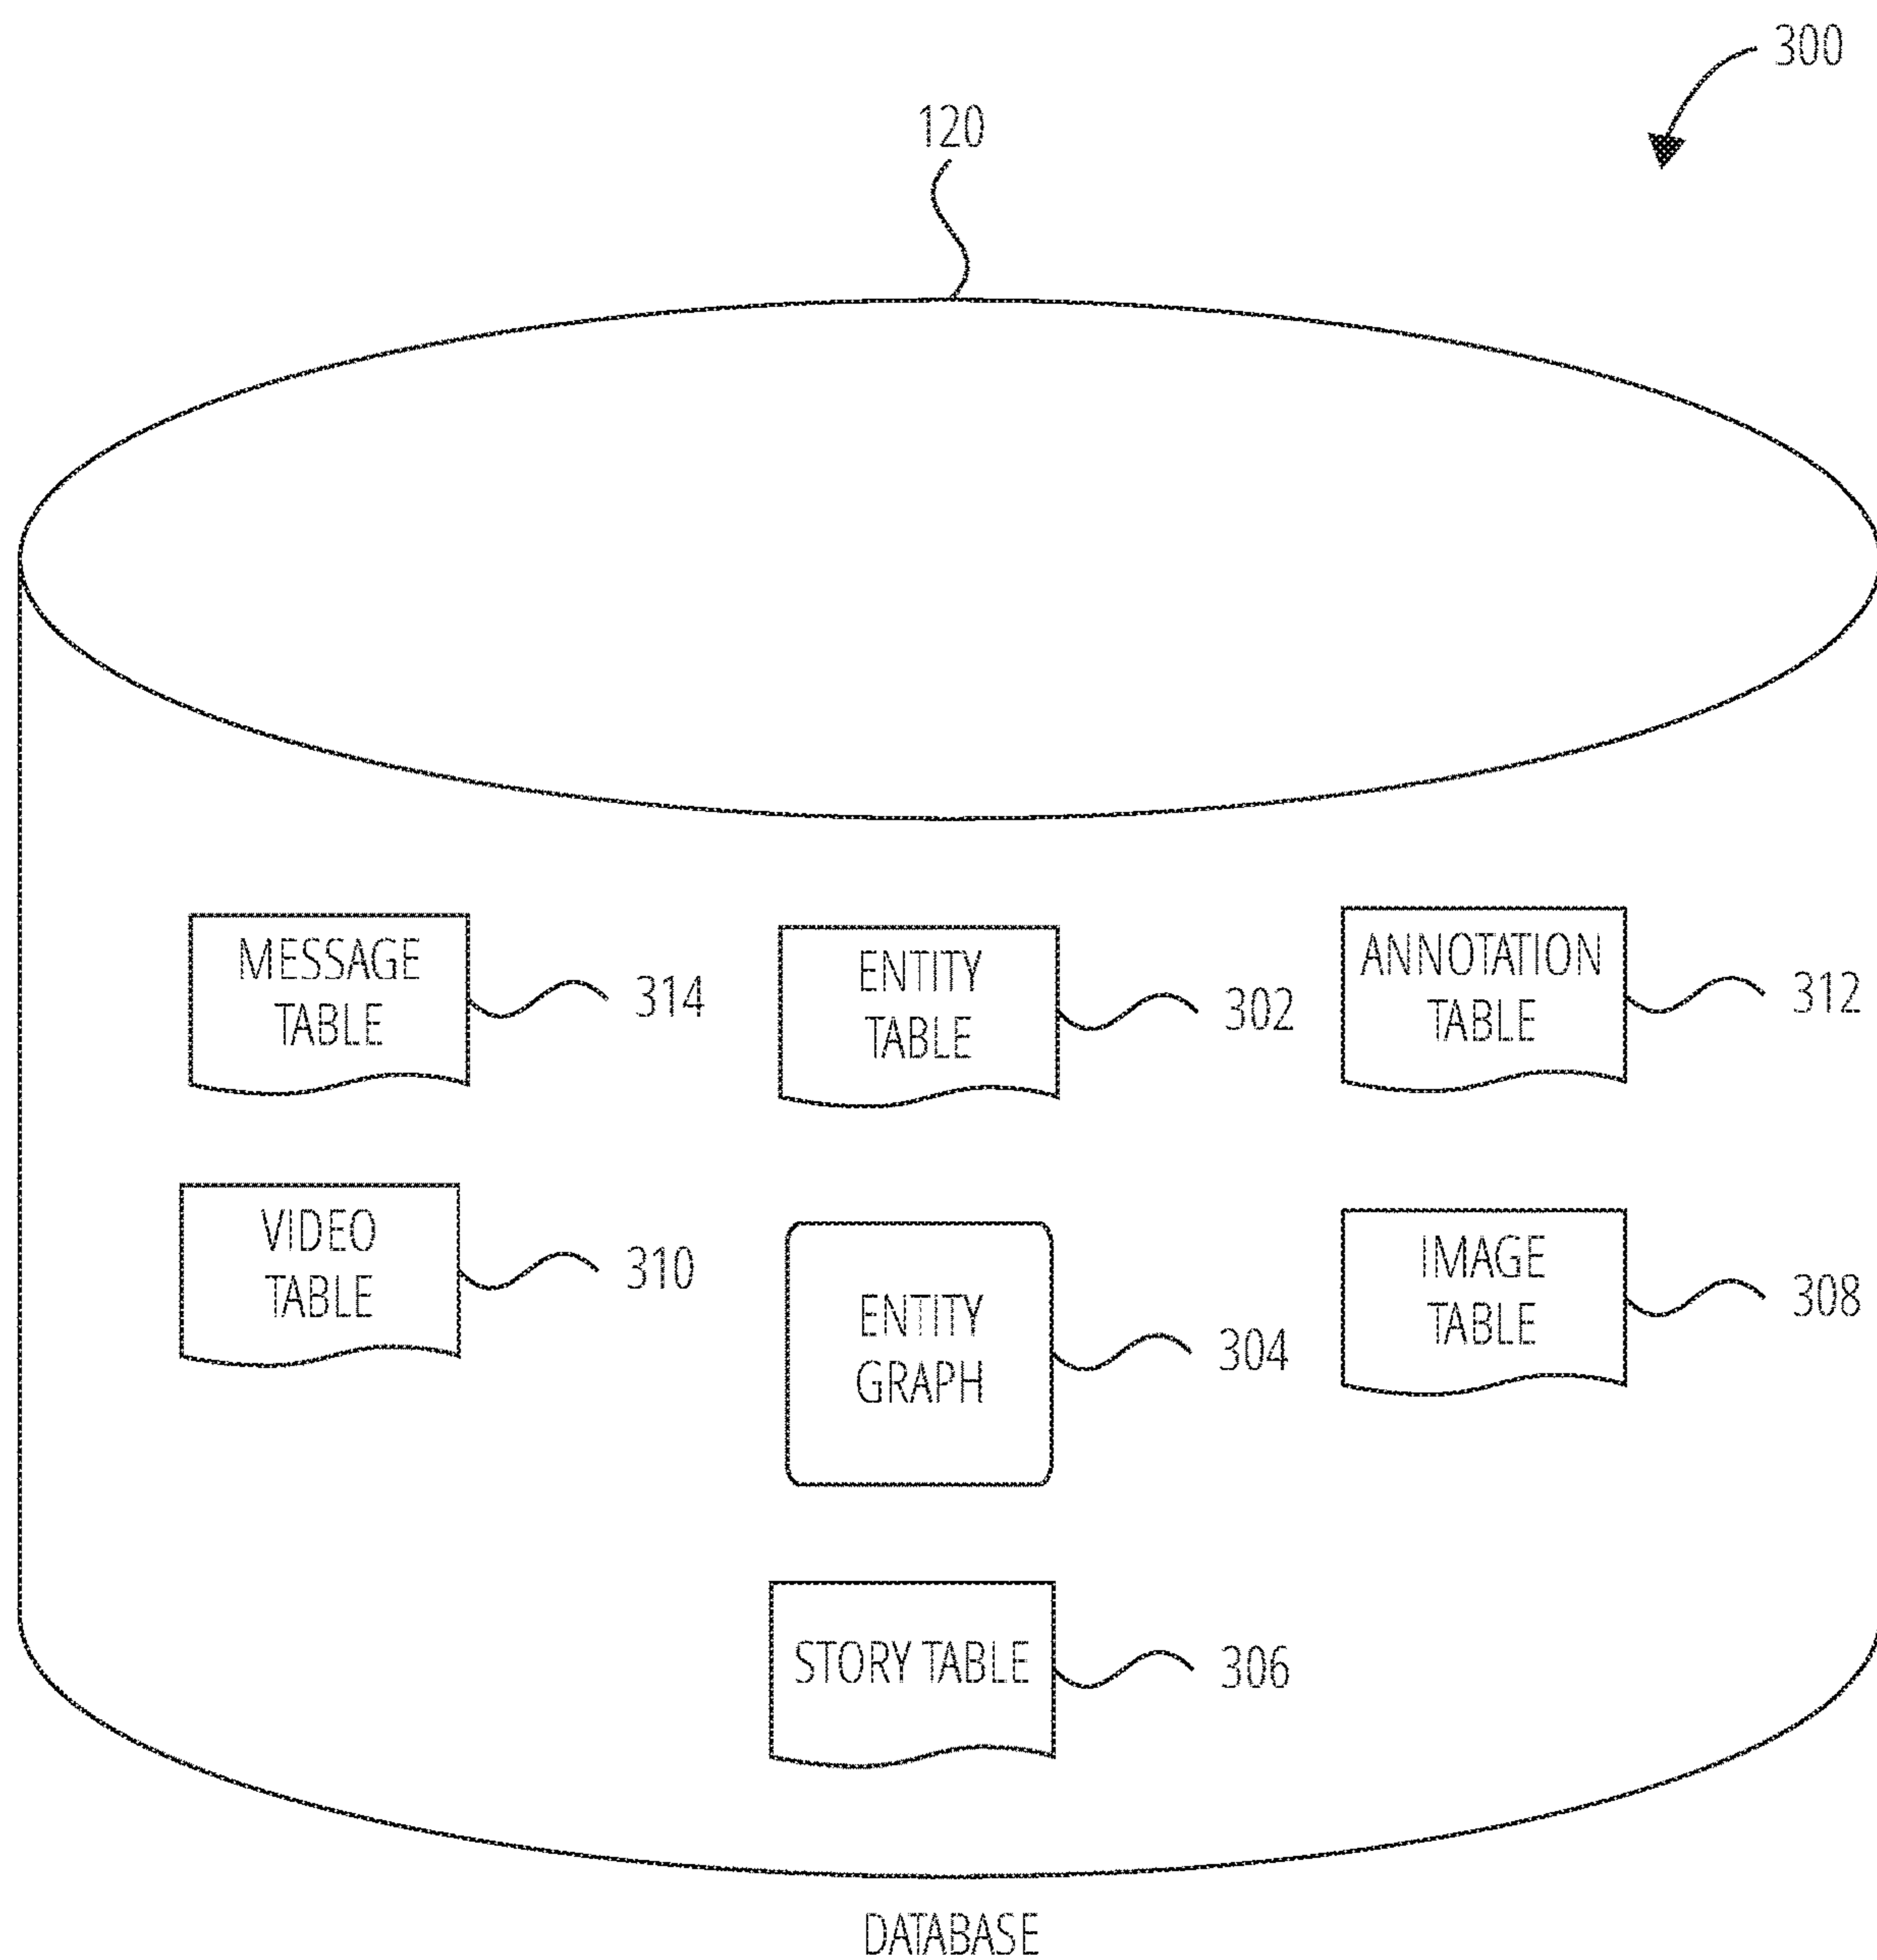 300
120
MESSAGE
TABLE
314
ENTITY
TABLE
302
ANNOTATION
TABLE
312
VIDEO
TABLE
310
ENTITY
GRAPH
304
IMAGE
TABLE
308
STORY TABLE
306
DATABASE